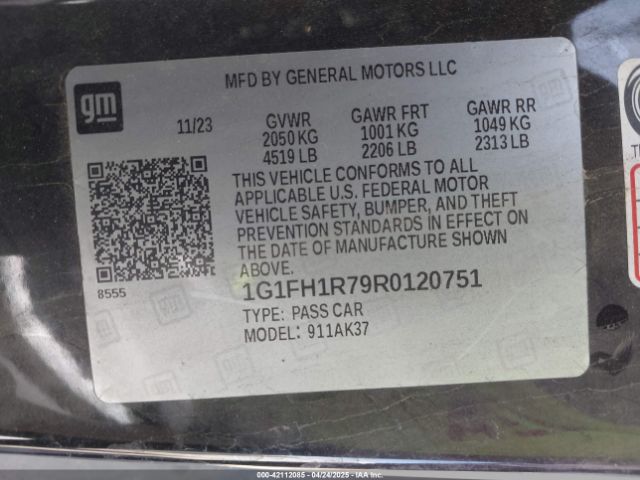 gm
MFD BY GENERAL MOTORS LLC
11/23
GVWR
2050 KG
4519 LB
GAWR FRT
1001 KG
2206 LB
GAWR RR
1049 KG
2313 LB
THIS VEHICLE CONFORMS TO ALL
APPLICABLE U.S. FEDERAL MOTOR
VEHICLE SAFETY, BUMPER, AND THEFT
PREVENTION STANDARDS IN EFFECT ON
THE DATE OF MANUFACTURE SHOWN
ABOVE.
8555
1G1FH1R79R0120751
TYPE: PASS CAR
MODEL: 911AK37
000-42112085 - 04/24/2025 - IAAI.COM